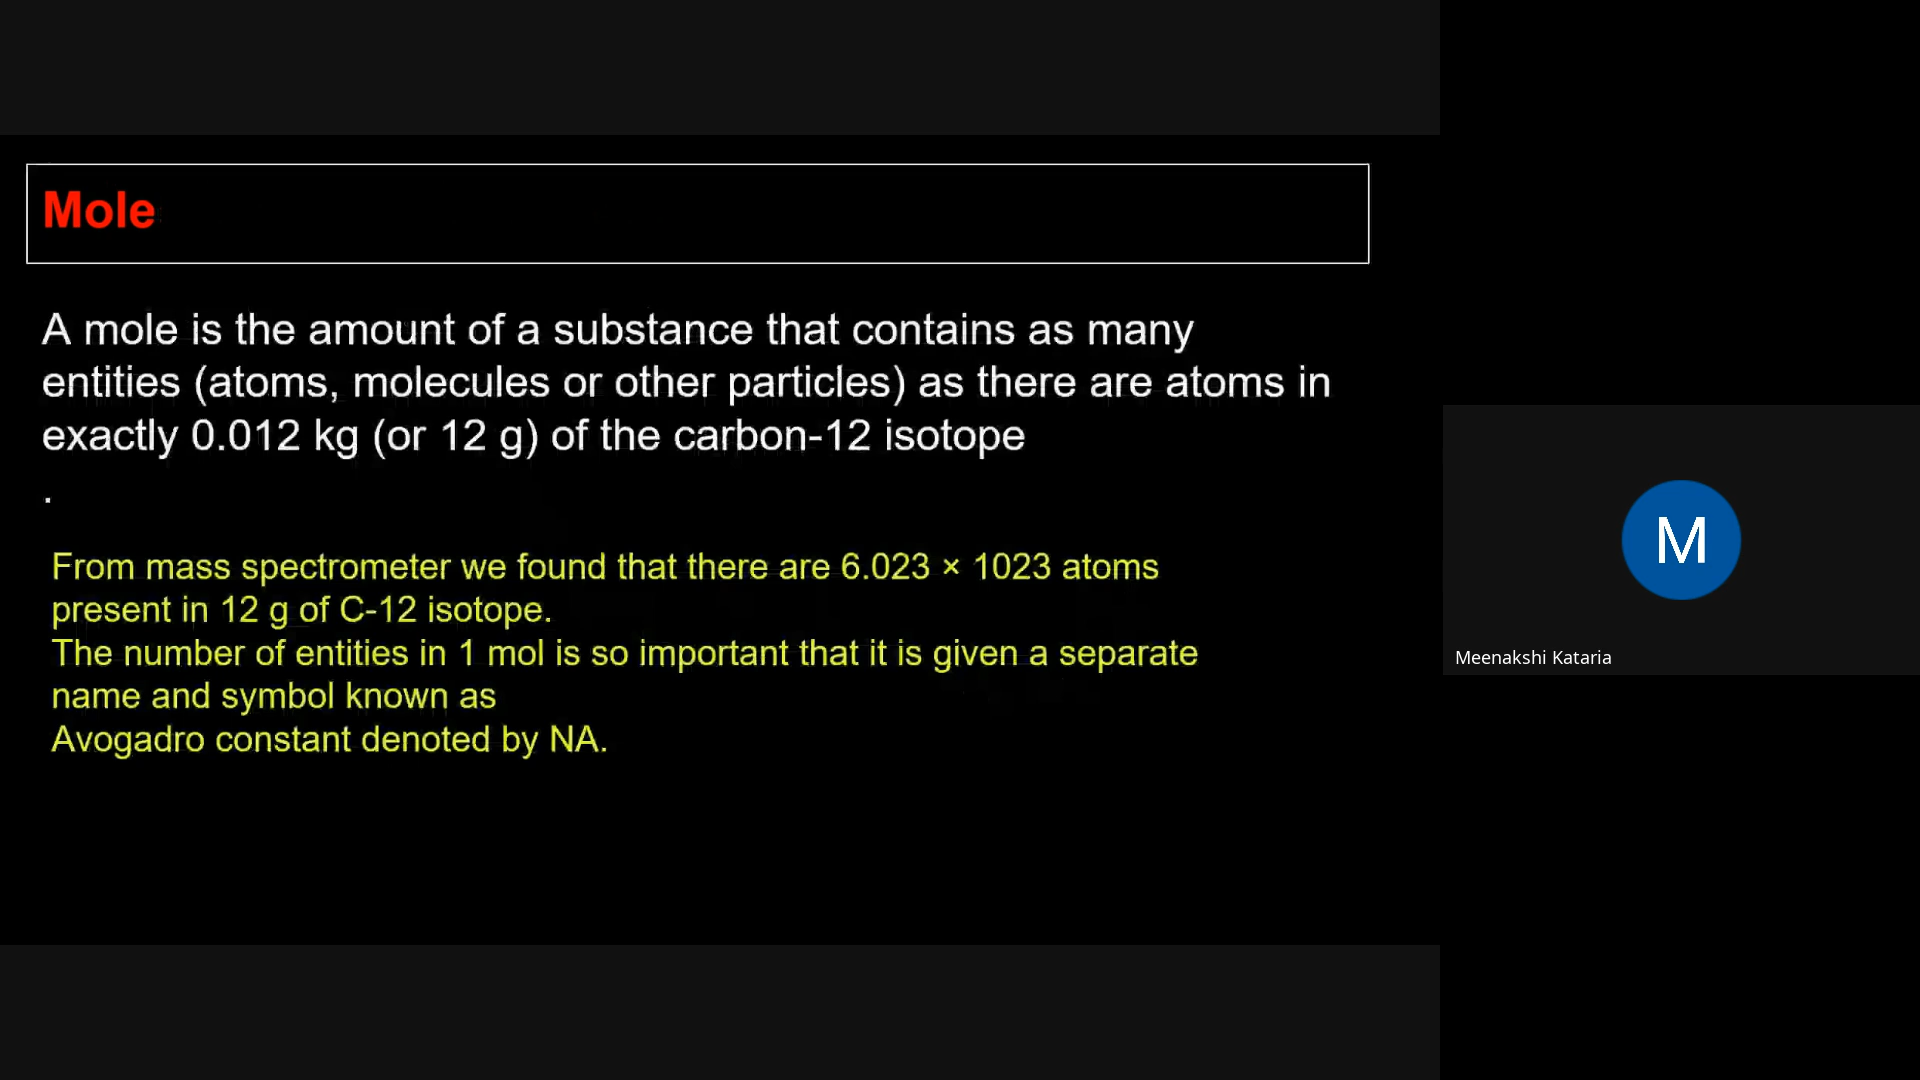 Mole
A mole is the amount of a substance that contains as many
entities (atoms, molecules or other particles) as there are atoms in
exactly 0.012 kg (or 12 g) of the carbon-12 isotope
.
From mass spectrometer we found that there are 6.023 × 1023 atoms
present in 12 g of C-12 isotope.
The number of entities in 1 mol is so important that it is given a separate
name and symbol known as
Avogadro constant denoted by NA.
M
Meenakshi Kataria